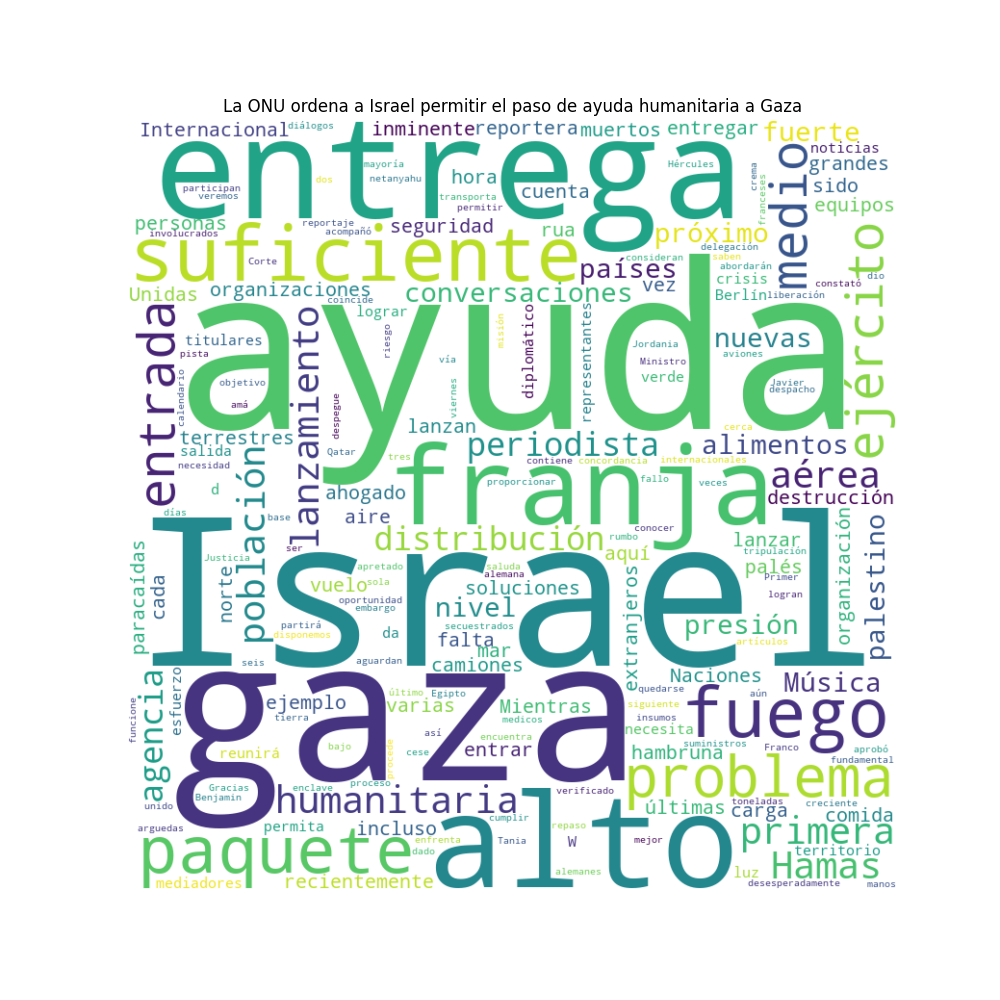 La ONU ordena a Israel permitir el paso de ayuda humanitaria a Gaza
Internacional
diálogos
inminente
reportera
muertos
entregar
fuerte
entrega
mayoría
netanyahu
hora
cuenta
Hércules
crema
franceses
medio
noticias
grandes
sido
equipos
participan
veremos
dos
transporta
permitir
personas
involucrados
reportaje
acompañó
seguridad
rua
próximo
suficiente
Corte
países
consideran
delegación
saben
abordarán
vez
crisis
constató
dio
ejército
Unidas
organizaciones
coincide
conversaciones
Berlín
liberación
entrada
titulares
pista
calendario
objetivo
amá
lanzamiento
lograr
riesgo
ayuda
vía
misión
diplomático
representantes
Jordania
Ministro
verde
nuevas
aviones
Javier
despacho
viernes
despegue
lanzan
cerca
terrestres
salida
necesidad
Qatar
tres
periodista
alimentos
población
d
franja
contiene
concordancia
internacionales
proporcionar
fallo
veces
aérea
destrucción
ahogado
aire
días
base
ser
distribución
rumbo
conocer
aquí
lanzar
tripulación
paracaídas
cada
norte
Justicia
Israel
apretado
saluda
alemana
vuelo
sola
soluciones
palés
Primer
organización
palestino
oportunidad
embargo
nivel
logran
partirá
disponemos
da
secuestrados
falta
mar
extranjeros
presión
artículos
seis
aguardan
camiones
agencia
esfuerzo
funcione
gaza
ejemplo
tierra
último
varias
Egipto
Mientras
Naciones
quedarse
aún
Música
siguiente
insumos
necesita
fuego
medicos
reunirá
bajo
procede
así
cese
entrar
encuentra
hambruna
suministros
Franco
aprobó
fundamental
Gracias
Benjamin
enclave
proceso
verificado
problema
unido
humanitaria
últimas
toneladas
carga
creciente
comida
arguedas
permita
incluso
cumplir
alto
repaso
primera
paquete
dado
enfrenta
Tania
W
mejor
territorio
mediadores
recientemente
alemanes
luz
Hamas
desesperadamente
manos